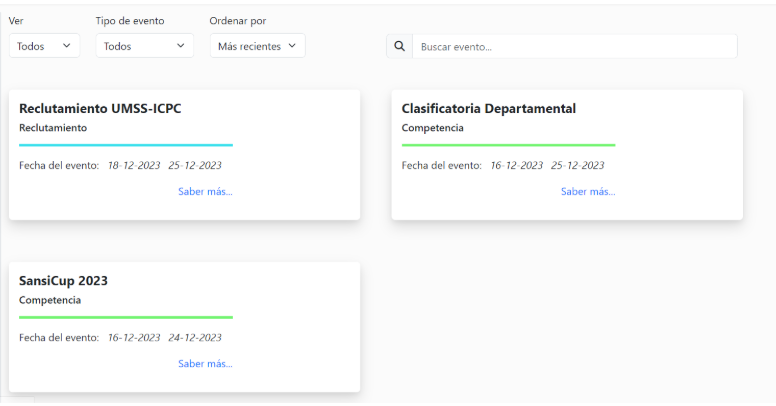 Ver Tipo de evento Ordenar por
Todos Todos Más recientes Buscar evento...
Reclutamiento UMSS-ICPC
Reclutamiento
Fecha del evento: 18-12-2023 25-12-2023
Saber más...
Clasificatoria Departamental
Competencia
Fecha del evento: 16-12-2023 25-12-2023
Saber más...
SansiCup 2023
Competencia
Fecha del evento: 16-12-2023 24-12-2023
Saber más...